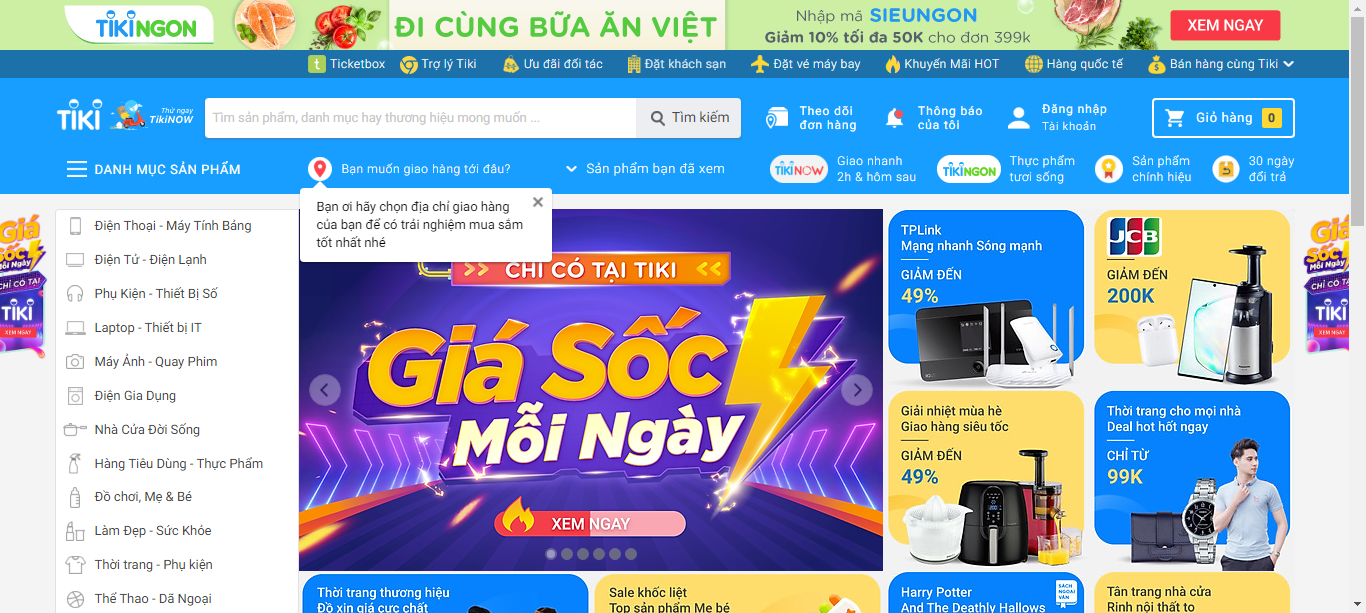 TIKINGON
ĐI CÙNG BỮA ĂN VIỆT
Nhập mã SIEUNGON
Giảm 10% tối đa 50K cho đơn 399k
XEM NGAY
Ticketbox
Trợ lý Tiki
Ưu đãi đối tác
Đặt khách sạn
Đặt vé máy bay
Khuyến Mãi HOT
Hàng quốc tế
Bán hàng cùng Tiki
TIKI
Thử ngay
TikiNOW
Tìm sản phẩm, danh mục hay thương hiệu mong muốn ...
Tìm kiếm
Theo dõi
đơn hàng
Thông báo
của tôi
Đăng nhập
Tài khoản
Giỏ hàng 0
DANH MỤC SẢN PHẨM
Bạn muốn giao hàng tới đâu?
Sản phẩm bạn đã xem
TIKINOW
Giao nhanh
2h & hôm sau
TIKINGON
Thực phẩm
tươi sống
Sản phẩm
chính hiệu
30 ngày
đổi trả
Bạn ơi hãy chọn địa chỉ giao hàng
của bạn để có trải nghiệm mua sắm
tốt nhất nhé
Giá
Sốc
Mỗi Ngày
CHỈ CÓ TẠI
TIKI
XEM NGAY
Điện Thoại - Máy Tính Bảng
Điện Tử - Điện Lạnh
Phụ Kiện - Thiết Bị Số
Laptop - Thiết bị IT
Máy Ảnh - Quay Phim
Điện Gia Dụng
Nhà Cửa Đời Sống
Hàng Tiêu Dùng - Thực Phẩm
Đồ chơi, Mẹ & Bé
Làm Đẹp - Sức Khỏe
Thời trang - Phụ kiện
Thể Thao - Dã Ngoại
CHỈ CÓ TẠI TIKI
Giá Sốc
Mỗi Ngày
XEM NGAY
TPLink
Mạng nhanh Sóng mạnh
GIẢM ĐẾN
49%
JCB
GIẢM ĐẾN
200K
Giải nhiệt mùa hè
Giao hàng siêu tốc
GIẢM ĐẾN
49%
Thời trang cho mọi nhà
Deal hot hốt ngay
CHỈ TỪ
99K
Giá
Sốc
Mỗi Ngày
CHỈ CÓ TẠI
TIKI
XEM NGAY
Thời trang thương hiệu
Đồ xịn giá cực chất
Sale khốc liệt
Top sản phẩm Mẹ bé
Harry Potter
And The Deathly Hallows
SÁCH
NGOẠI
VĂN
Tân trang nhà cửa
Rinh nội thất to